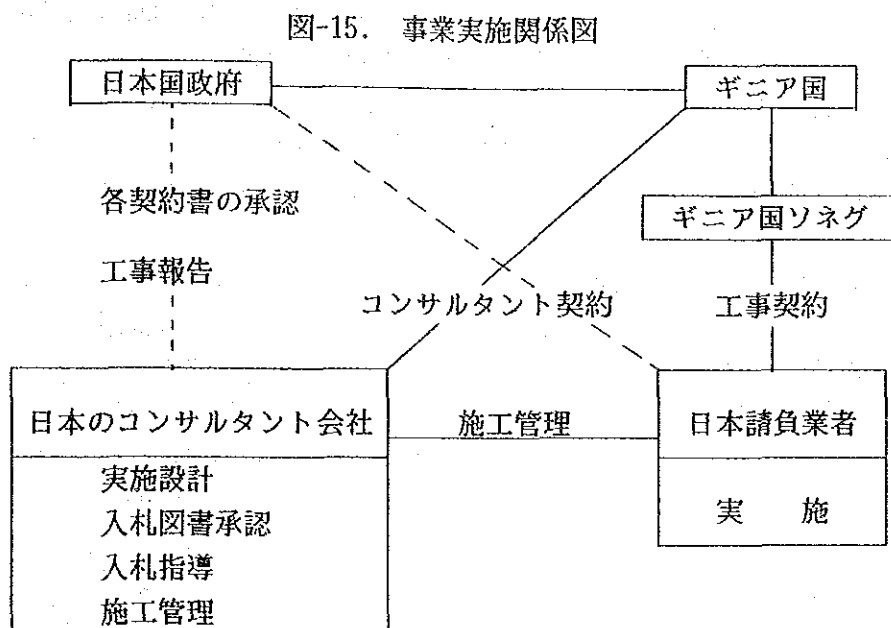 図-15. 事業実施関係図
日本国政府
ギニア国
各契約書の承認
ギニア国ソネグ
工事報告
コンサルタント契約
工事契約
日本のコンサルタント会社
施工管理
日本請負業者
実施設計
入札図書承認
入札指導
施工管理
実 施